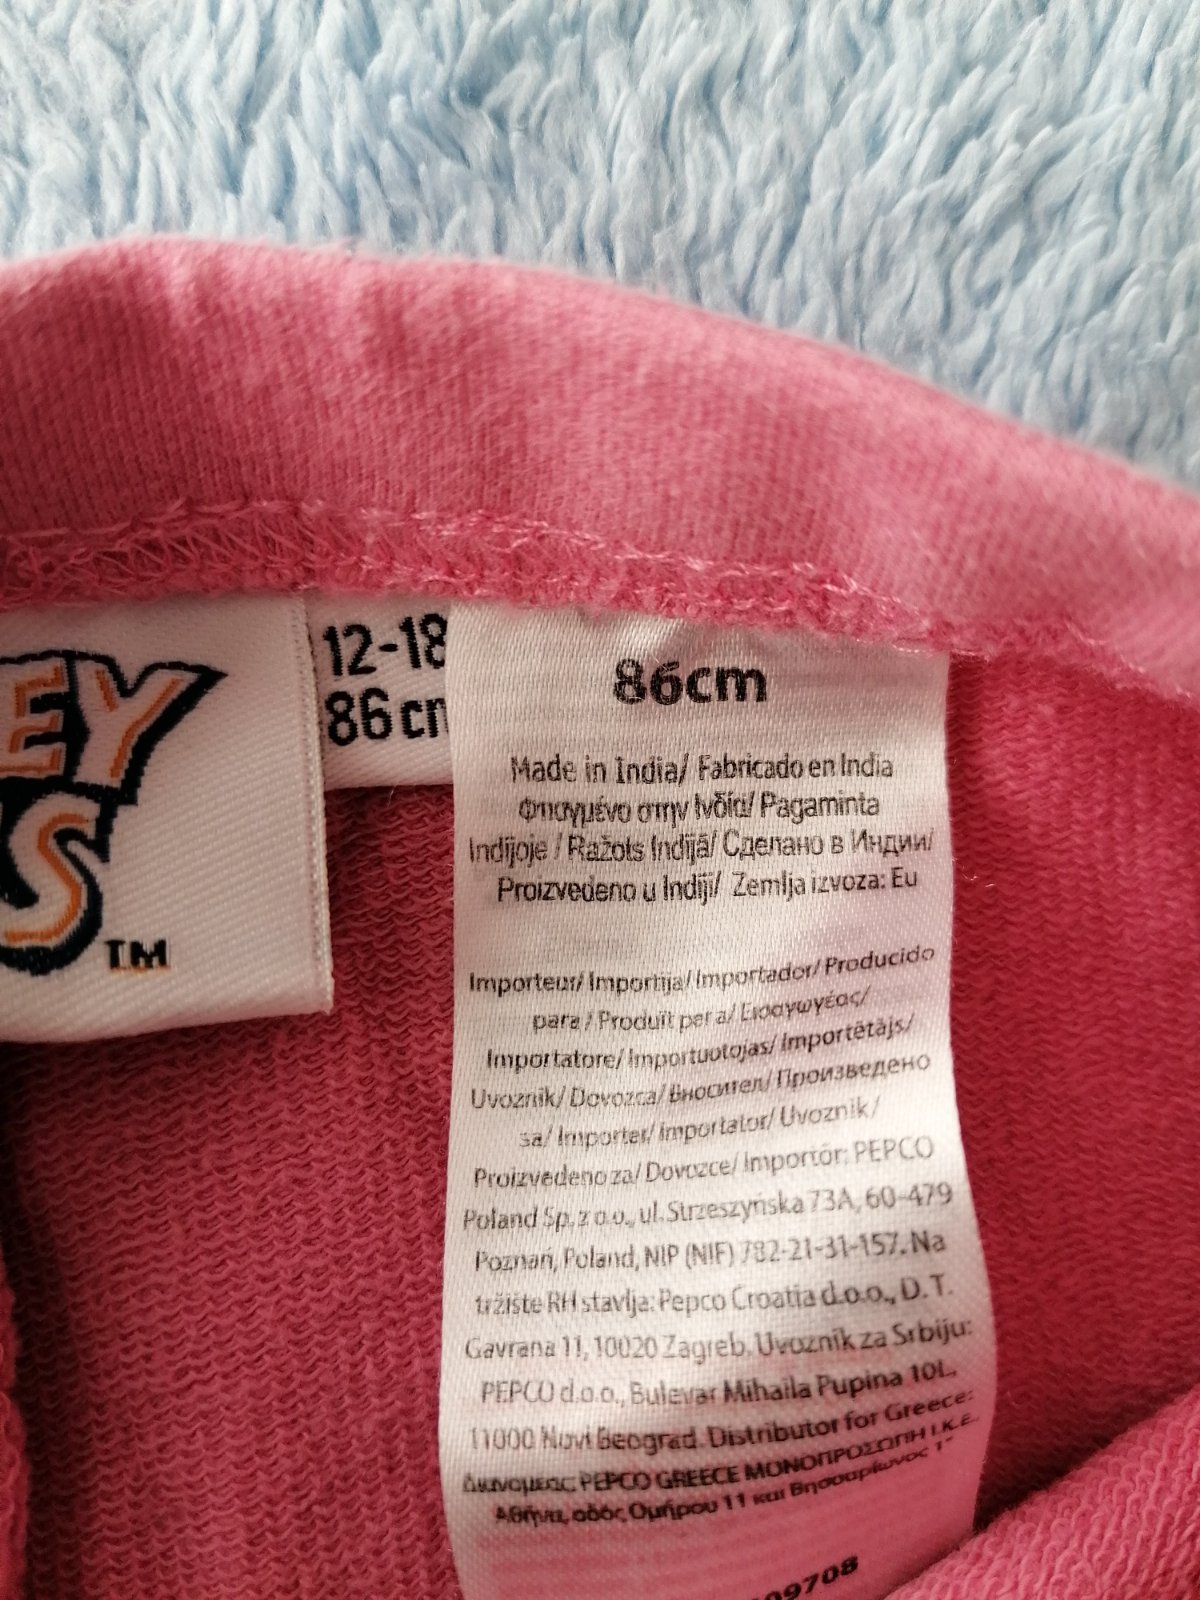 EY
S
TM
12-18
86 cm
86cm
Made in India/ Fabricado en India
Φτιαγμένο στην Ινδία/ Pagaminta
Indijoje / Ražots Indijā/ Сделано в Индии/
Proizvedeno u Indiji/ Zemlja izvoza: Eu
Importeur/ Importija/ Importador/ Producido
para / Produit per a/ Εισαγωγέας/
Importatore/ Importuotojas/ Importētājs/
Uvoznik/ Dovozca/ Вносител/ Произведено
за/ Importer/ Importator/ Uvoznik/
Proizvedeno za/ Dovozce/ Importőr: PEPCO
Poland Sp. z o.o., ul. Strzeszyńska 73A, 60-479
Poznań, Poland, NIP (NIF) 782-21-31-157. Na
tržište RH stavlja: Pepco Croatia d.o.o., D. T.
Gavrana 11, 10020 Zagreb. Uvoznik za Srbiju:
PEPCO d.o.o., Bulevar Mihaila Pupina 10L,
11000 Novi Beograd. Distributor for Greece:
Διανομέας: PEPCO GREECE ΜΟΝΟΠΡΟΣΩΠΗ Ι.Κ.Ε.
Αθήνα, οδός Ομήρου 11 και Βησσαρίωνος 1
09708